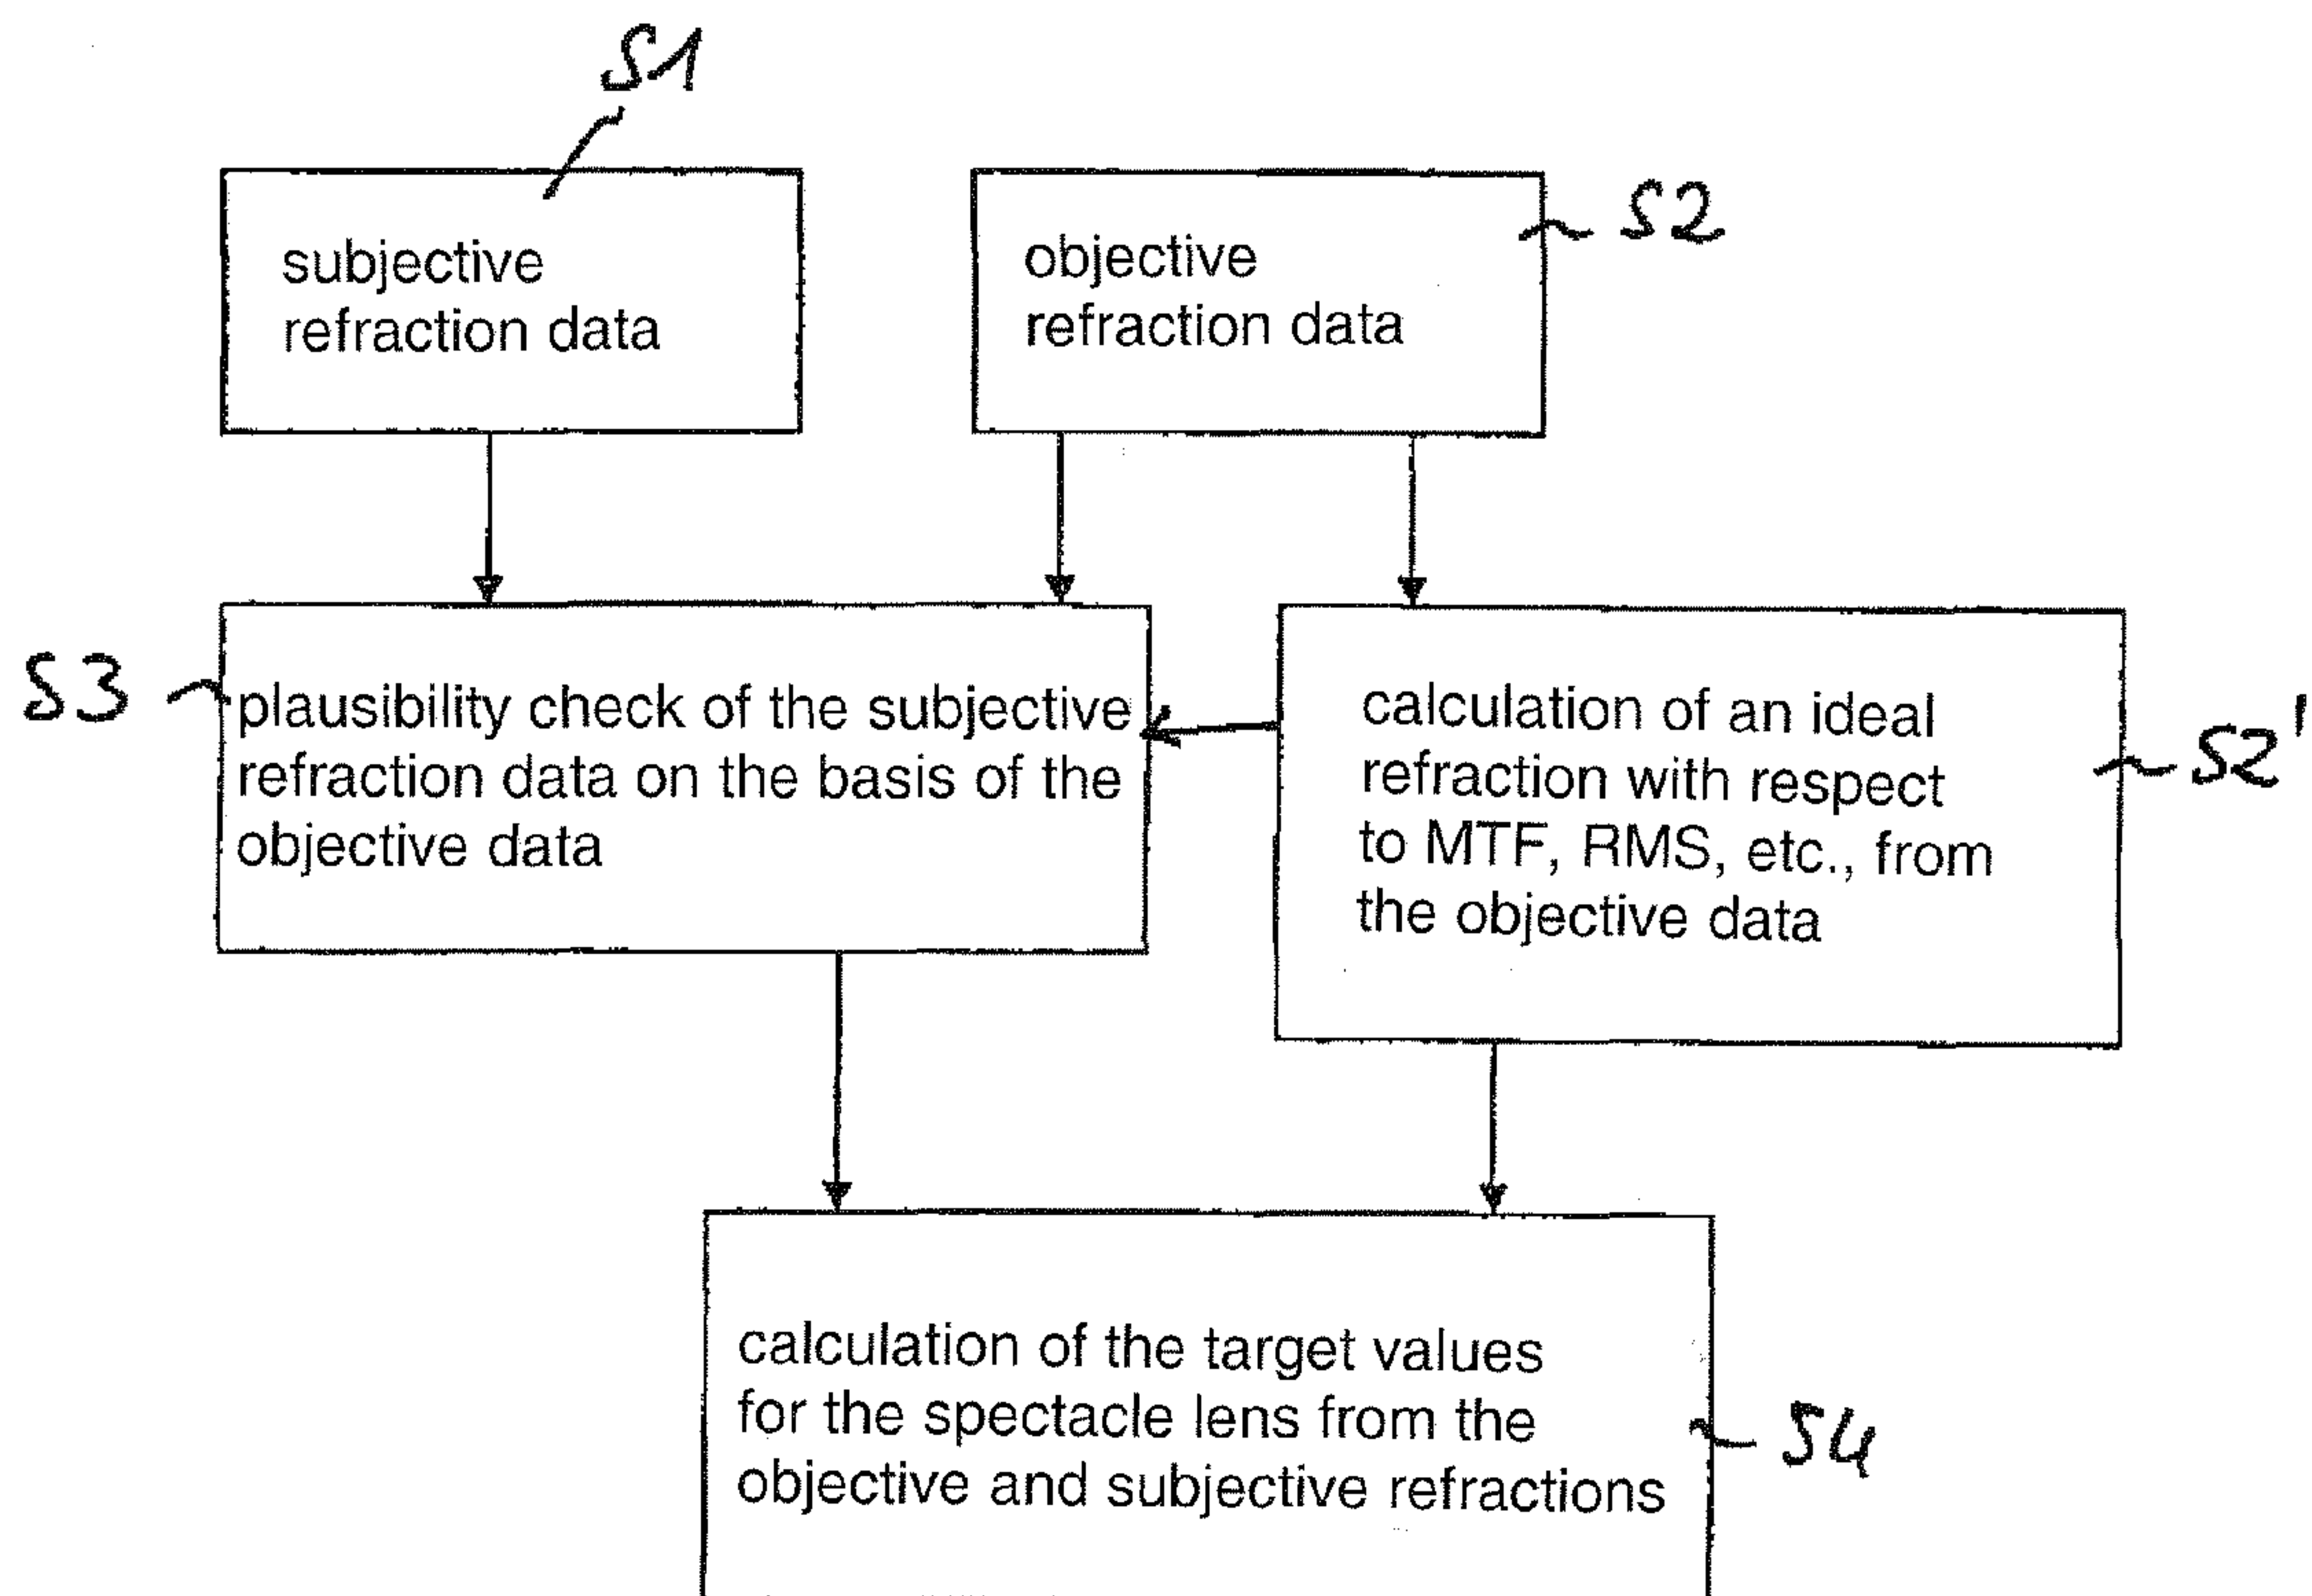 S1
subjective
refraction data
objective
refraction data
S2
S3
plausibility check of the subjective
refraction data on the basis of the
objective data
calculation of an ideal
refraction with respect
to MTF, RMS, etc., from
the objective data
S2'
calculation of the target values
for the spectacle lens from the
objective and subjective refractions
S4